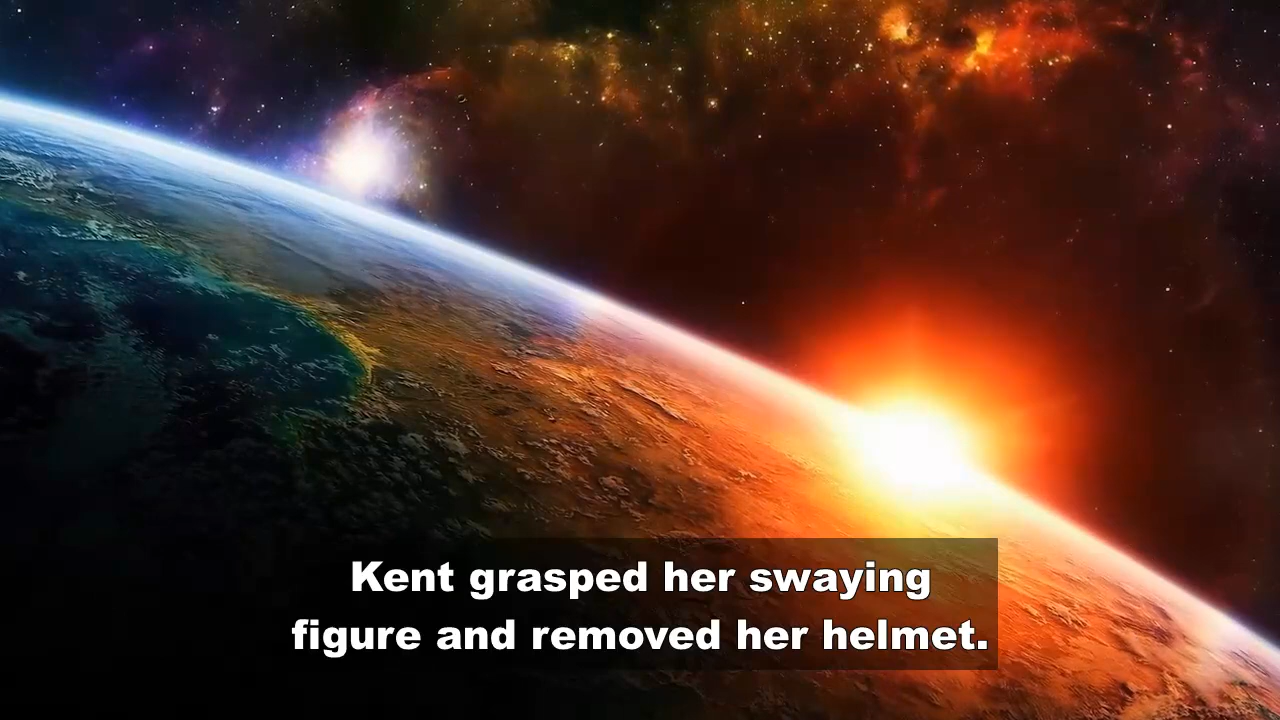 Kent grasped her swaying
figure and removed her helmet.